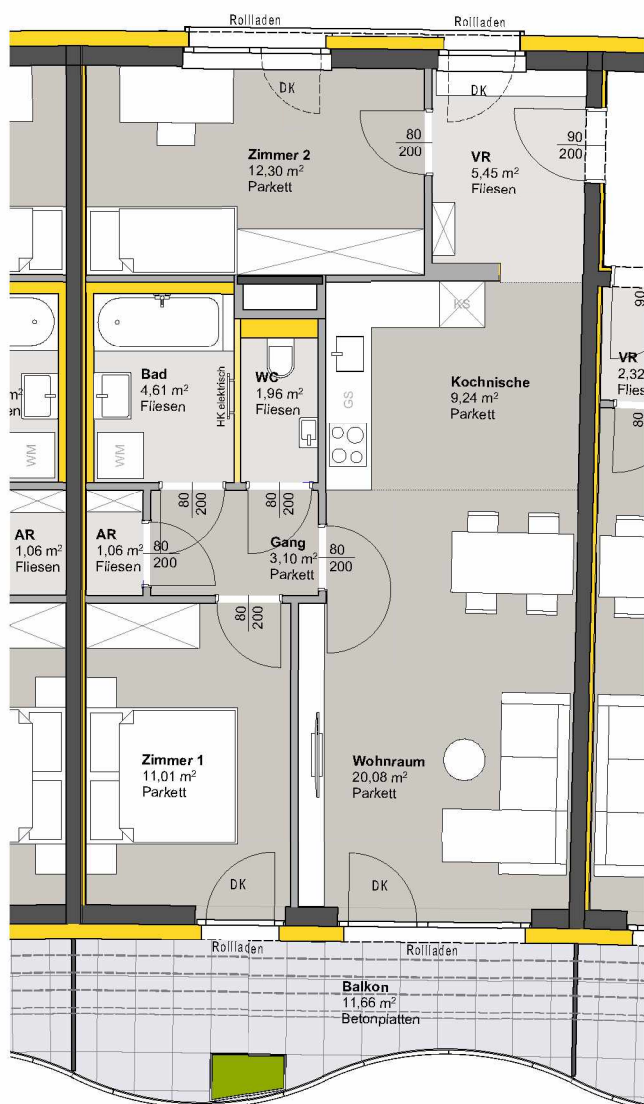 Rollladen
Rollladen
DK
DK
Zimmer 2
12,30 m²
Parkett
80
200
VR
5,45 m²
Fliesen
90
200
90
KS
Bad
4,61 m²
Fliesen
HK elektrisch
WC
1,96 m²
Fliesen
GS
Kochnische
9,24 m²
Parkett
VR
2,32
m²
WM
WM
80
80
200
80
200
AR
1,06 m²
Fliesen
AR
1,06 m²
Fliesen
80
200
Gang
3,10 m²
Parkett
80
200
80
200
Zimmer 1
11,01 m²
Parkett
Wohnraum
20,08 m²
Parkett
DK
DK
Rollladen
Rollladen
Balkon
11,66 m²
Betonplatten